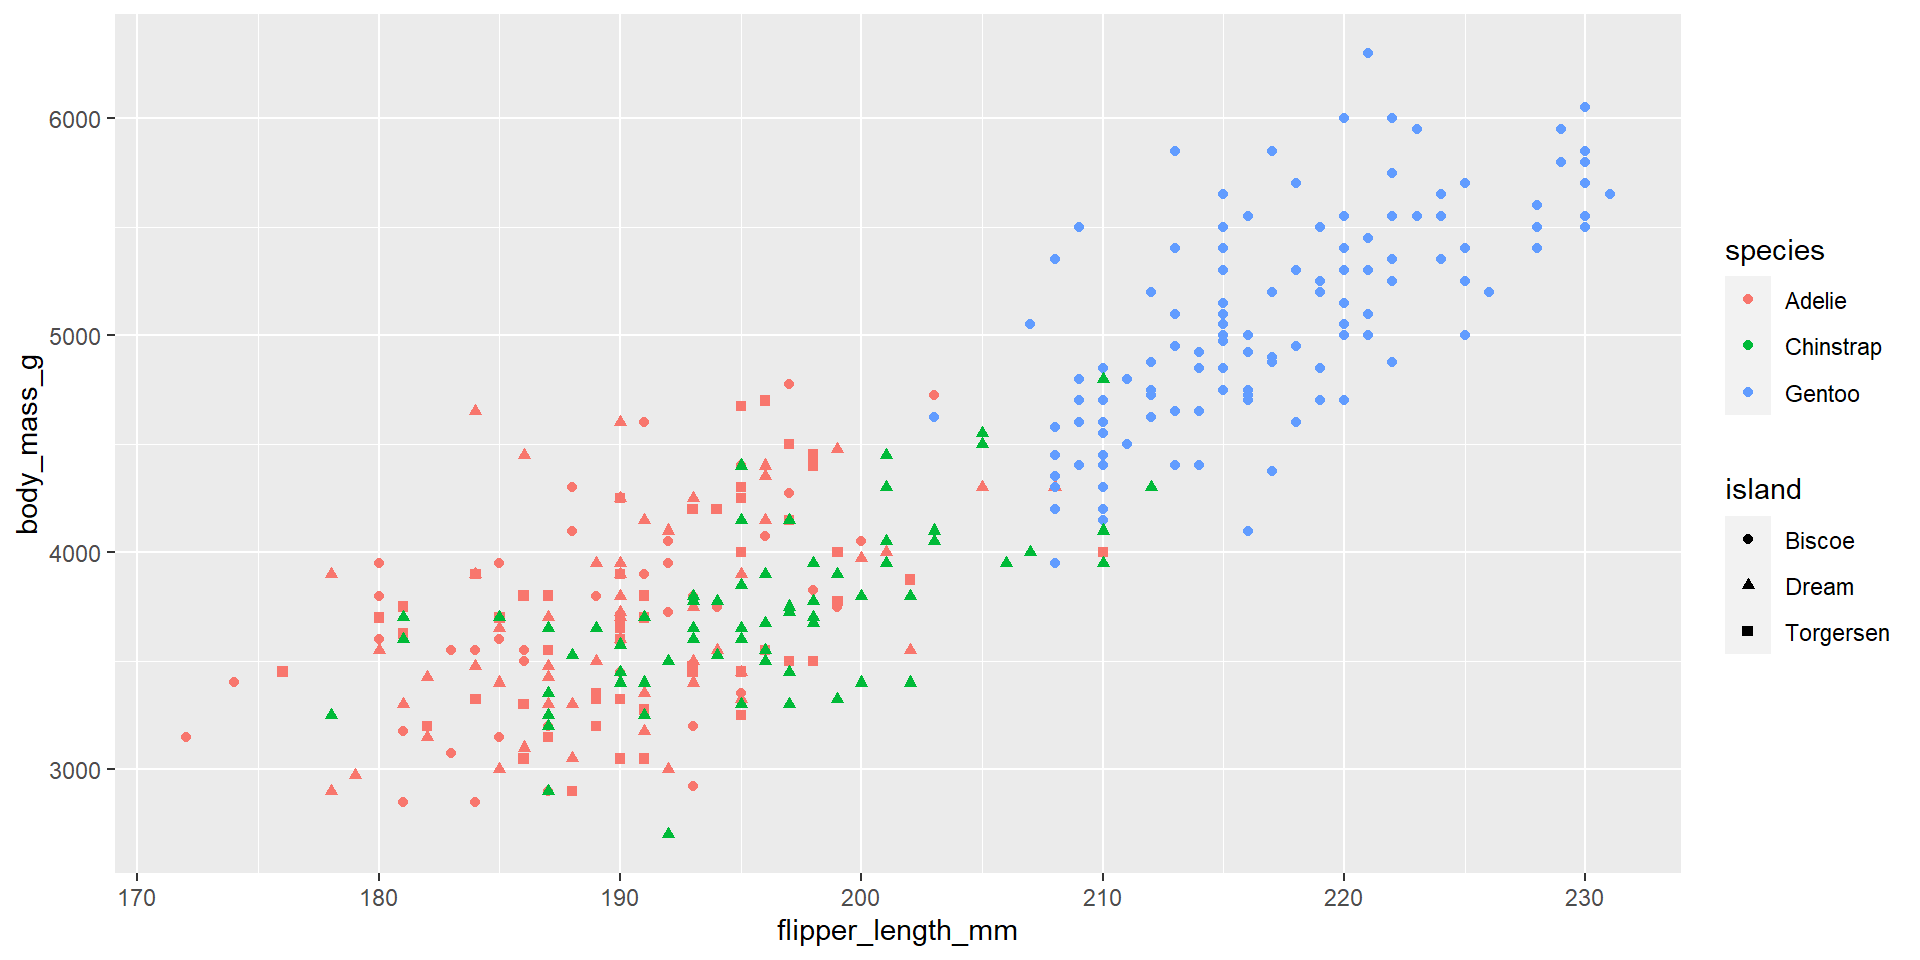 6000
5000
4000
3000
body_mass_g
170 180 190 200 210 220 230
flipper_length_mm
species
Adelie
Chinstrap
Gentoo
island
Biscoe
Dream
Torgersen